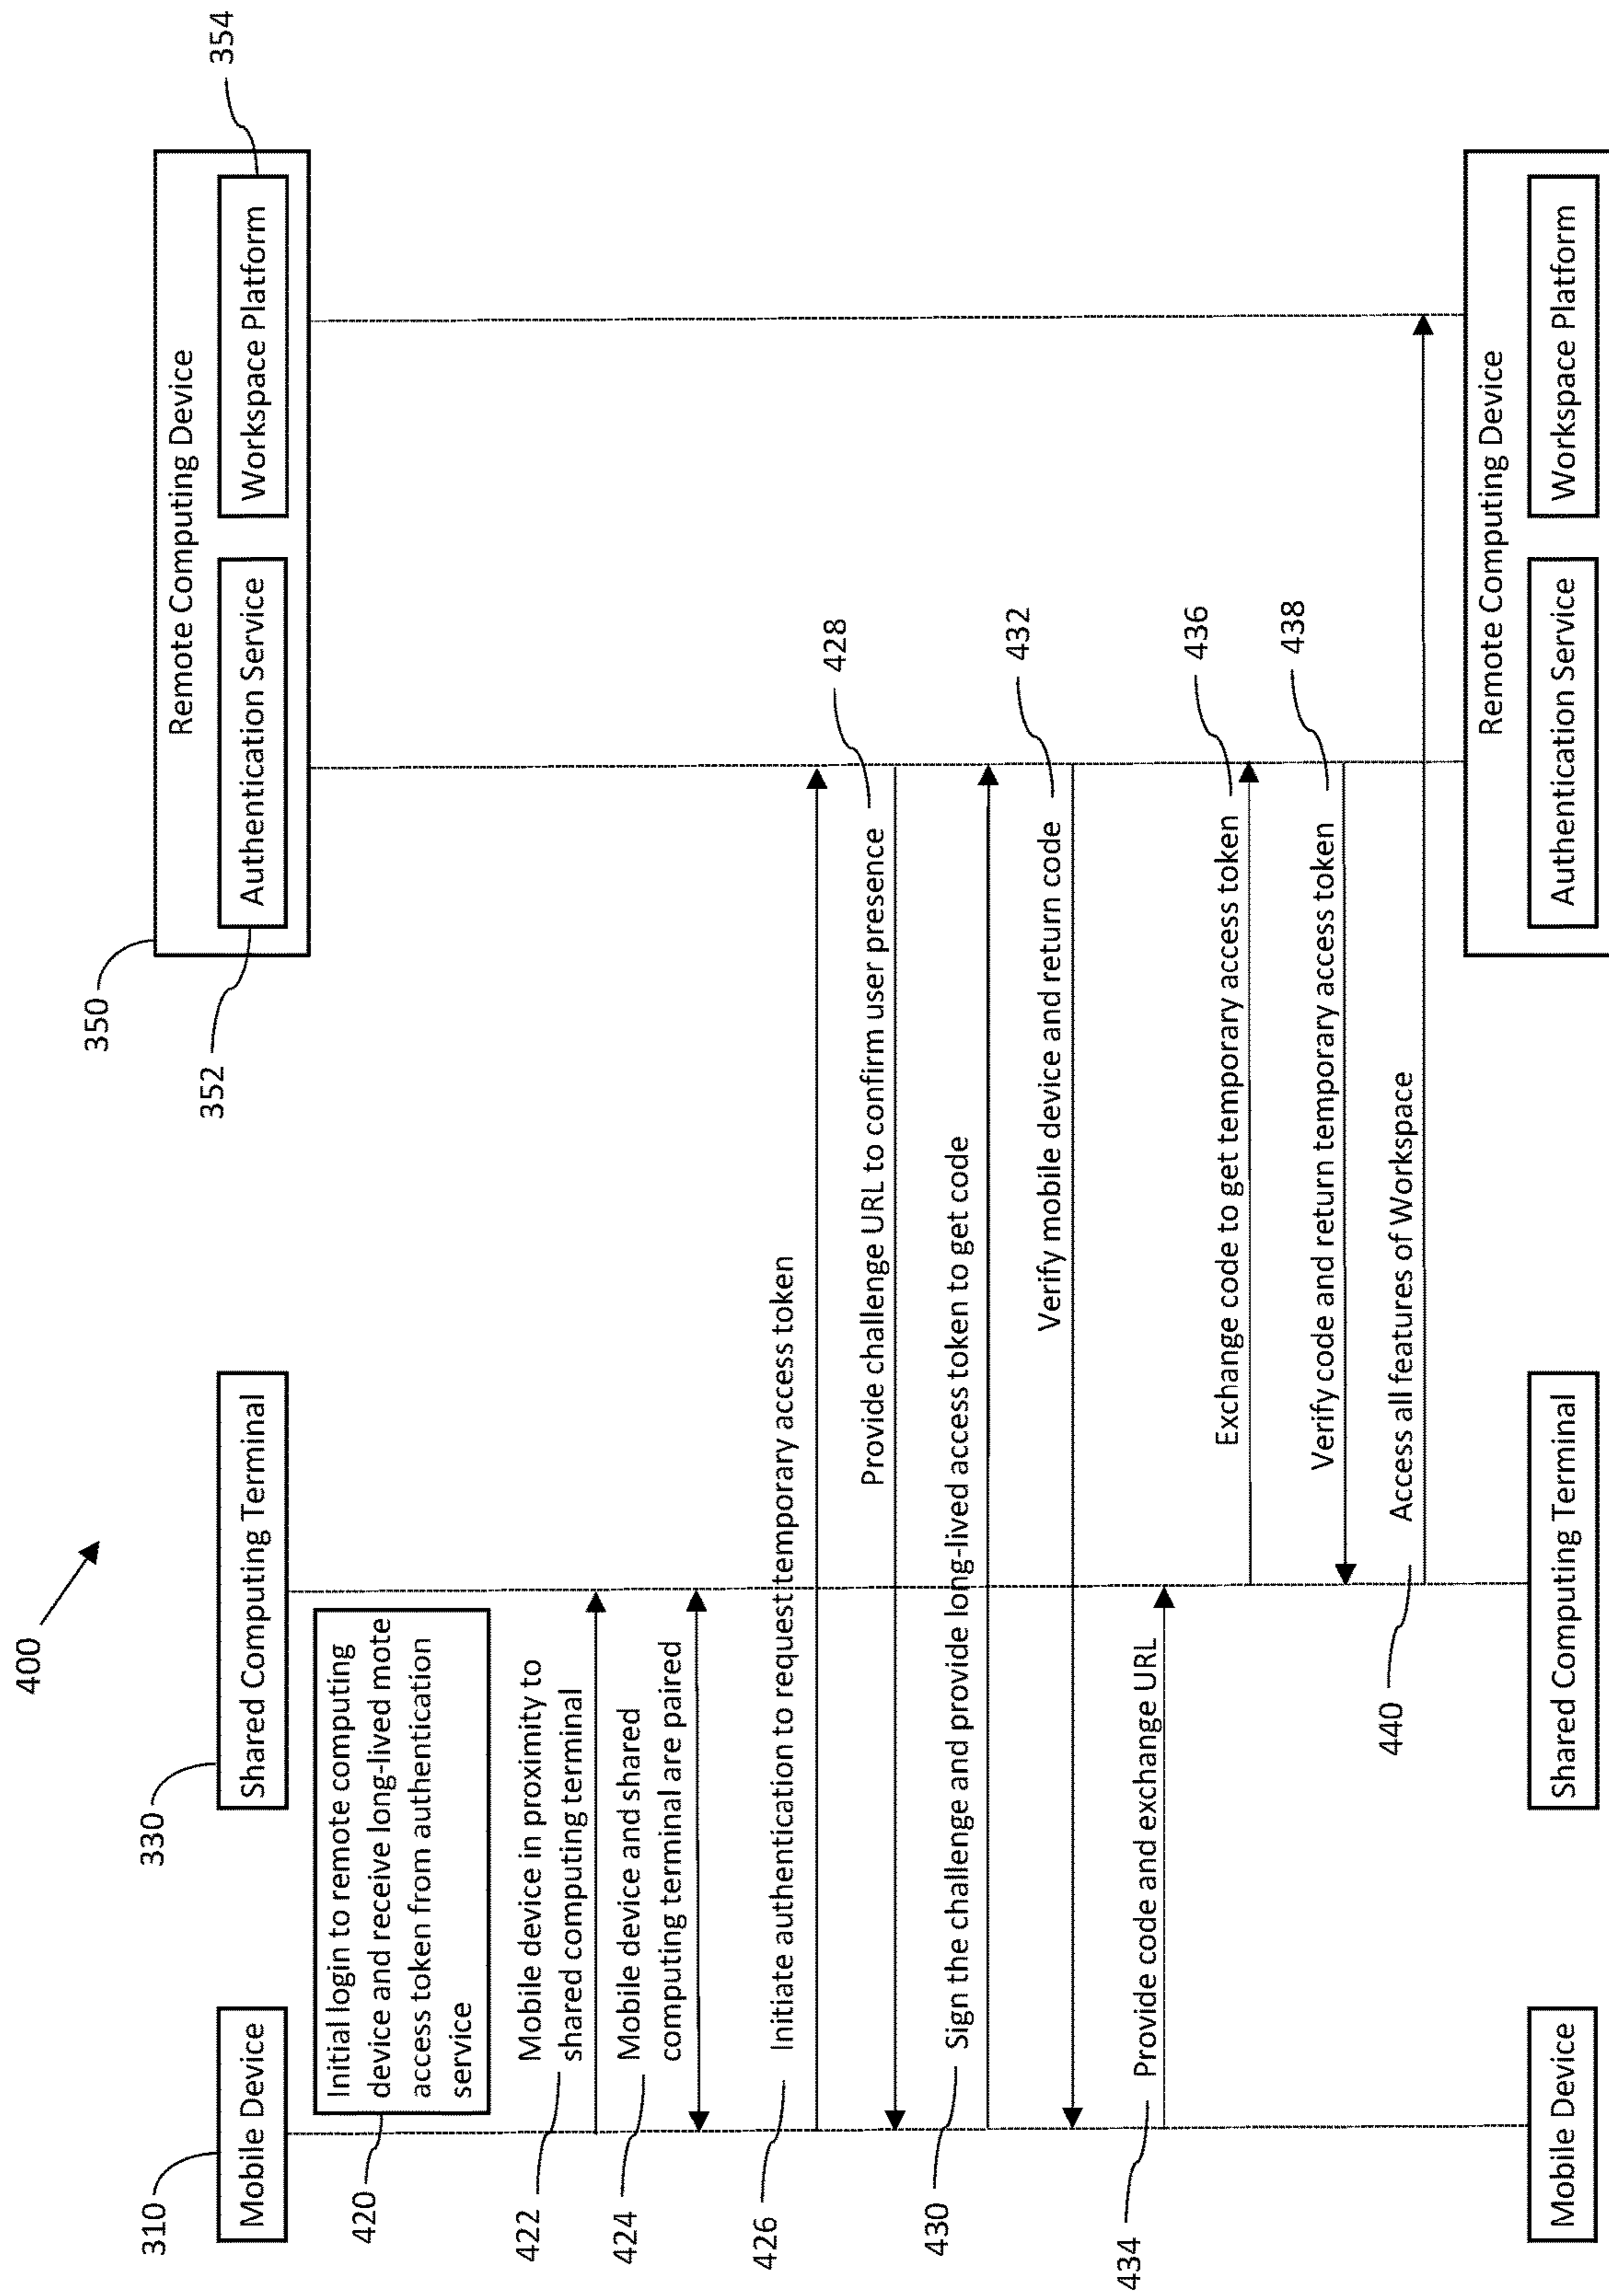 400
310
Mobile Device
330
Shared Computing Terminal
350
Remote Computing Device
352
Authentication Service
Workspace Platform
354
420
Initial login to remote computing
device and receive long-lived mote
access token from authentication
service
422
Mobile device in proximity to
shared computing terminal
424
Mobile device and shared
computing terminal are paired
426
Initiate authentication to request temporary access token
428
Provide challenge URL to confirm user presence
430
Sign the challenge and provide long-lived access token to get code
432
Verify mobile device and return code
434
Provide code and exchange URL
436
Exchange code to get temporary access token
438
Verify code and return temporary access token
440
Access all features of Workspace
Mobile Device
Shared Computing Terminal
Remote Computing Device
Authentication Service
Workspace Platform